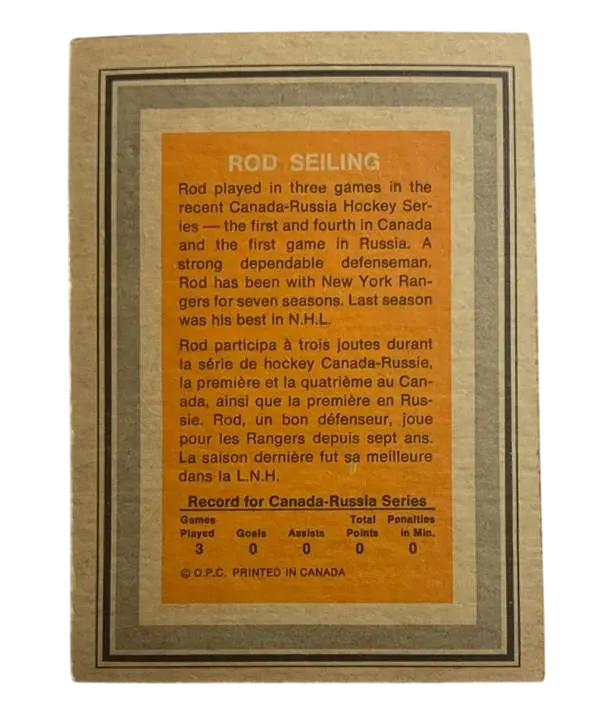 ROD SEILING
Rod played in three games in the
recent Canada-Russia Hockey Ser-
ies — the first and fourth in Canada
and the first game in Russia. A
strong dependable defenseman,
Rod has been with New York Ran-
gers for seven seasons. Last season
was his best in N.H.L.
Rod participa à trois joutes durant
la série de hockey Canada-Russie,
la première et la quatrième au Can-
ada, ainsi que la première en Rus-
sie. Rod, un bon défenseur, joue
pour les Rangers depuis sept ans.
La saison dernière fut sa meilleure
dans la L.N.H.
Record for Canada-Russia Series
Games Total Penalties
Played Goals Assists Points in Min.
3 0 0 0 0
© O.P.C. PRINTED IN CANADA